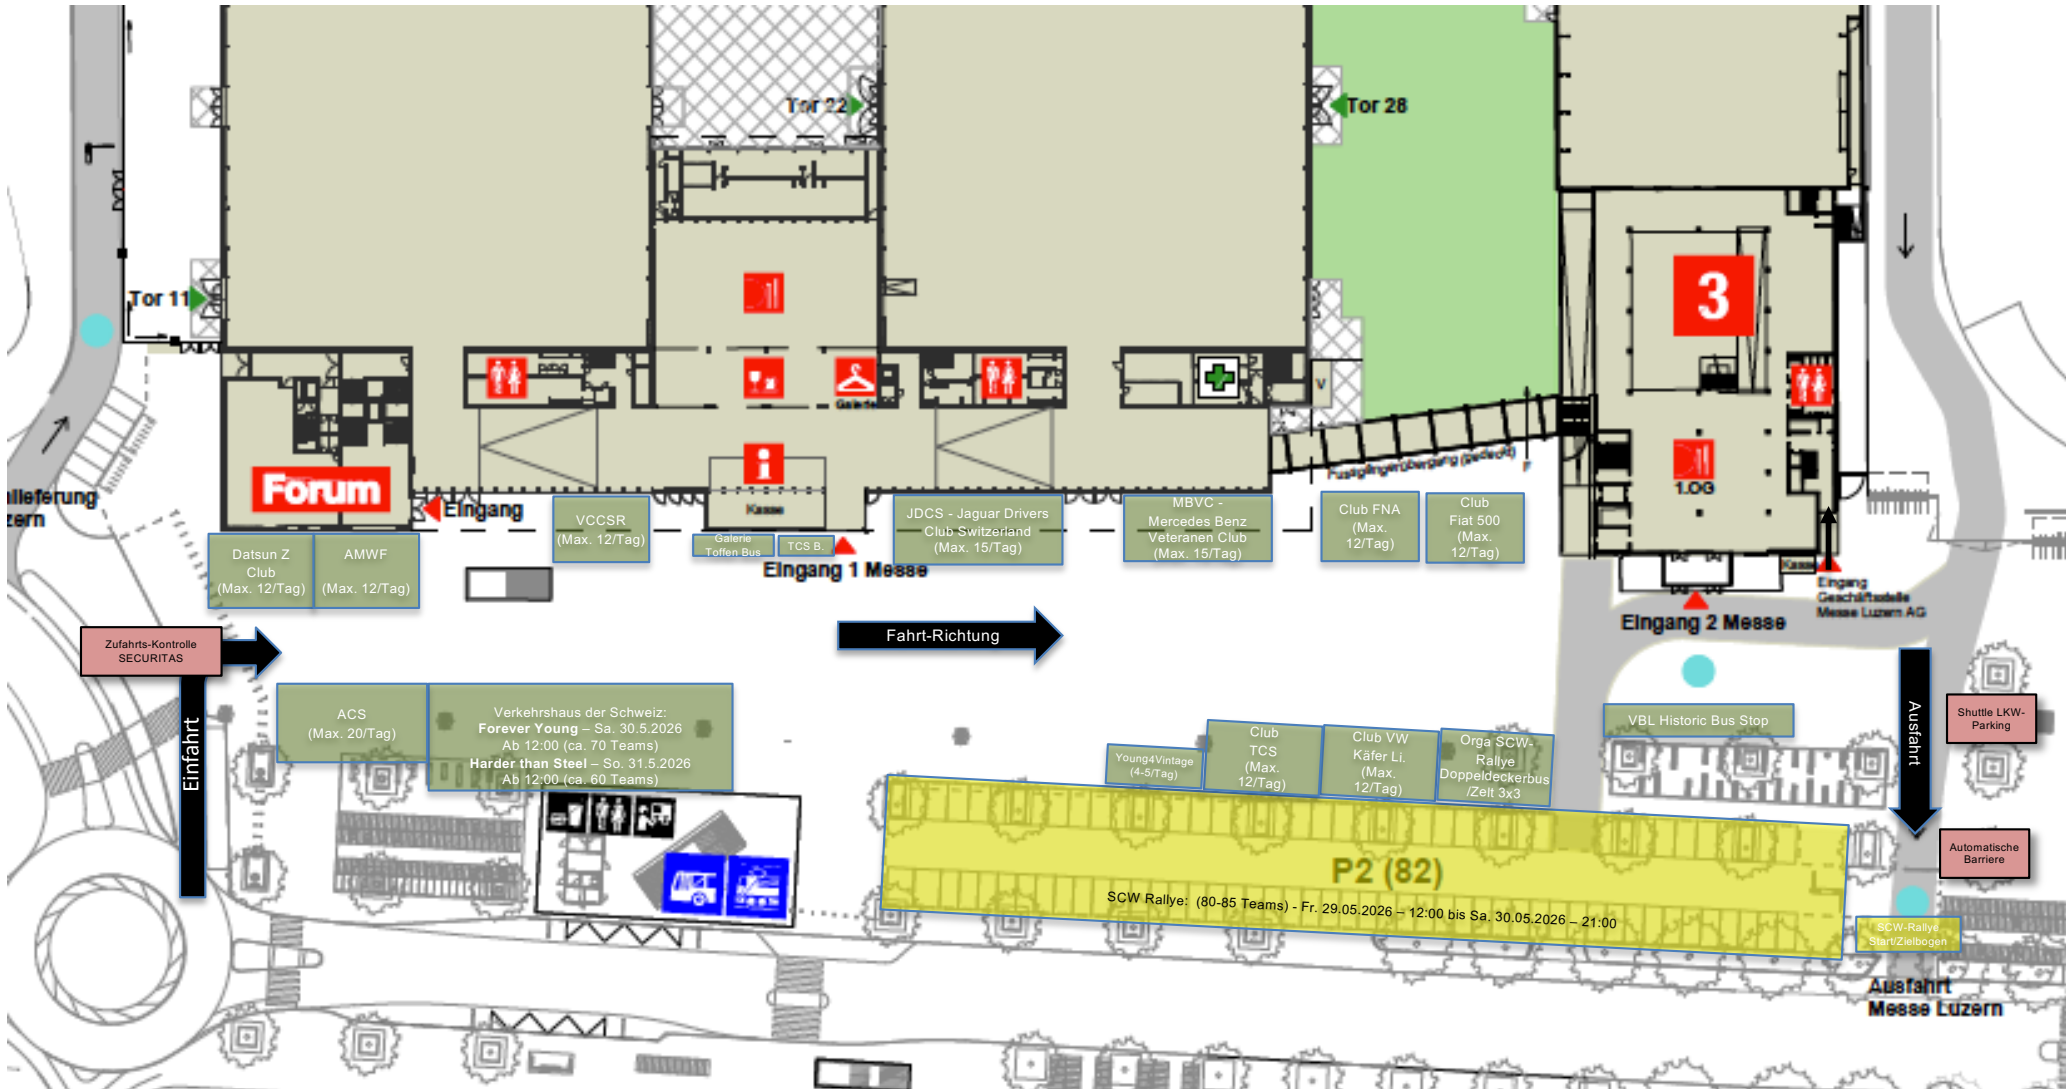 Tor 22
Tor 28
Tor 11
3
V
Galerie
Fussgängerübergang (gedeckt)
1.OG
Forum
Kasse
nlieferung
zern
Eingang
VCCSR
(Max. 12/Tag)
JDCS - Jaguar Drivers
Club Switzerland
(Max. 15/Tag)
MBVC -
Mercedes Benz
Veteranen Club
(Max. 15/Tag)
Club FNA
(Max.
12/Tag)
Club
Fiat 500
(Max.
12/Tag)
Datsun Z
Club
(Max. 12/Tag)
AMWF
(Max. 12/Tag)
Galerie
Toffen Bus
TCS B.
Eingang 1 Messe
Kasse
Eingang
Geschäftsstelle
Messe Luzern AG
Eingang 2 Messe
Zufahrts-Kontrolle
SECURITAS
Fahrt-Richtung
Einfahrt
ACS
(Max. 20/Tag)
Verkehrshaus der Schweiz:
Forever Young – Sa. 30.5.2026
Ab 12:00 (ca. 70 Teams)
Harder than Steel – So. 31.5.2026
Ab 12:00 (ca. 60 Teams)
Young4Vintage
(4-5/Tag)
Club
TCS
(Max.
12/Tag)
Club VW
Käfer Li.
(Max.
12/Tag)
Orga SCW-
Rallye
Doppeldeckerbus
/Zelt 3x3
VBL Historic Bus Stop
Ausfahrt
Shuttle LKW-
Parking
Automatische
Barriere
P2 (82)
SCW Rallye: (80-85 Teams) - Fr. 29.05.2026 – 12:00 bis Sa. 30.05.2026 – 21:00
SCW-Rallye
Start/Zielbogen
Ausfahrt
Messe Luzern